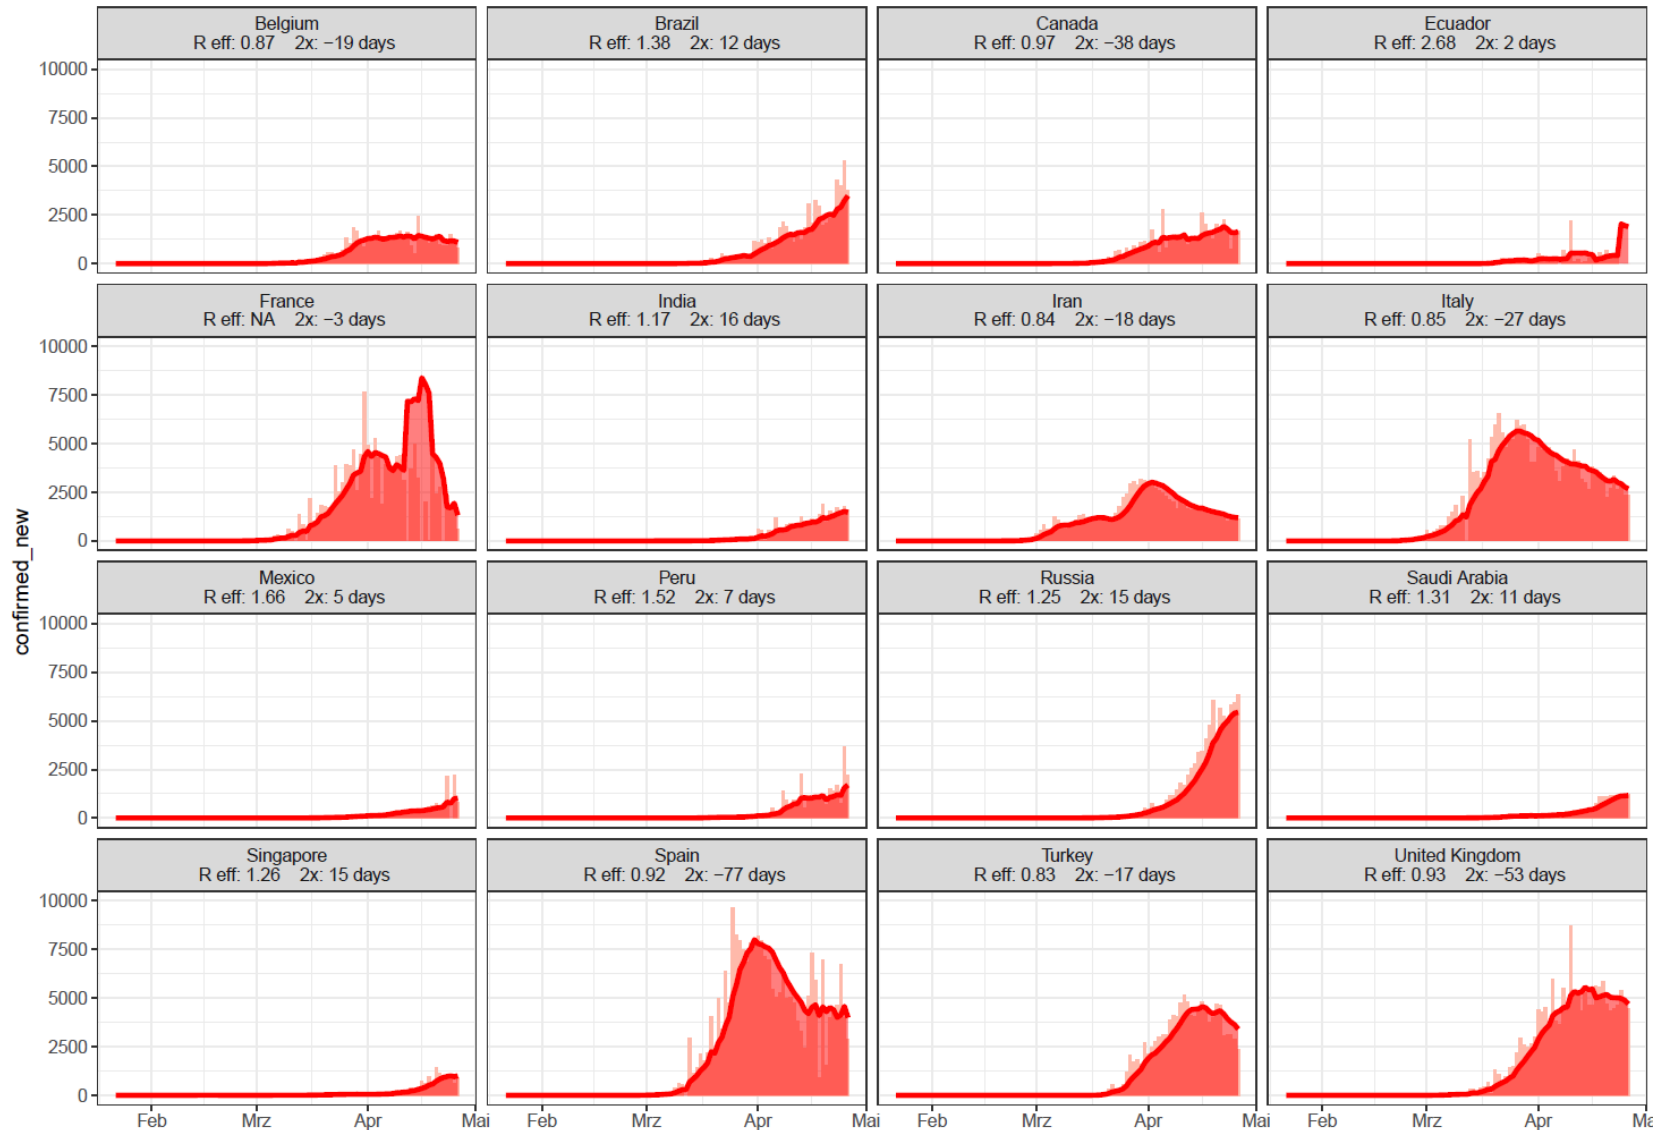 Belgium
R eff: 0.87 2x: −19 days
Brazil
R eff: 1.38 2x: 12 days
Canada
R eff: 0.97 2x: −38 days
Ecuador
R eff: 2.68 2x: 2 days
10000
7500
5000
2500
0
France
R eff: NA 2x: −3 days
India
R eff: 1.17 2x: 16 days
Iran
R eff: 0.84 2x: −18 days
Italy
R eff: 0.85 2x: −27 days
10000
7500
5000
2500
0
confirmed_new
Mexico
R eff: 1.66 2x: 5 days
Peru
R eff: 1.52 2x: 7 days
Russia
R eff: 1.25 2x: 15 days
Saudi Arabia
R eff: 1.31 2x: 11 days
10000
7500
5000
2500
0
Singapore
R eff: 1.26 2x: 15 days
Spain
R eff: 0.92 2x: −77 days
Turkey
R eff: 0.83 2x: −17 days
United Kingdom
R eff: 0.93 2x: −53 days
10000
7500
5000
2500
0
Feb Mrz Apr Mai Feb Mrz Apr Mai Feb Mrz Apr Mai Feb Mrz Apr Ma